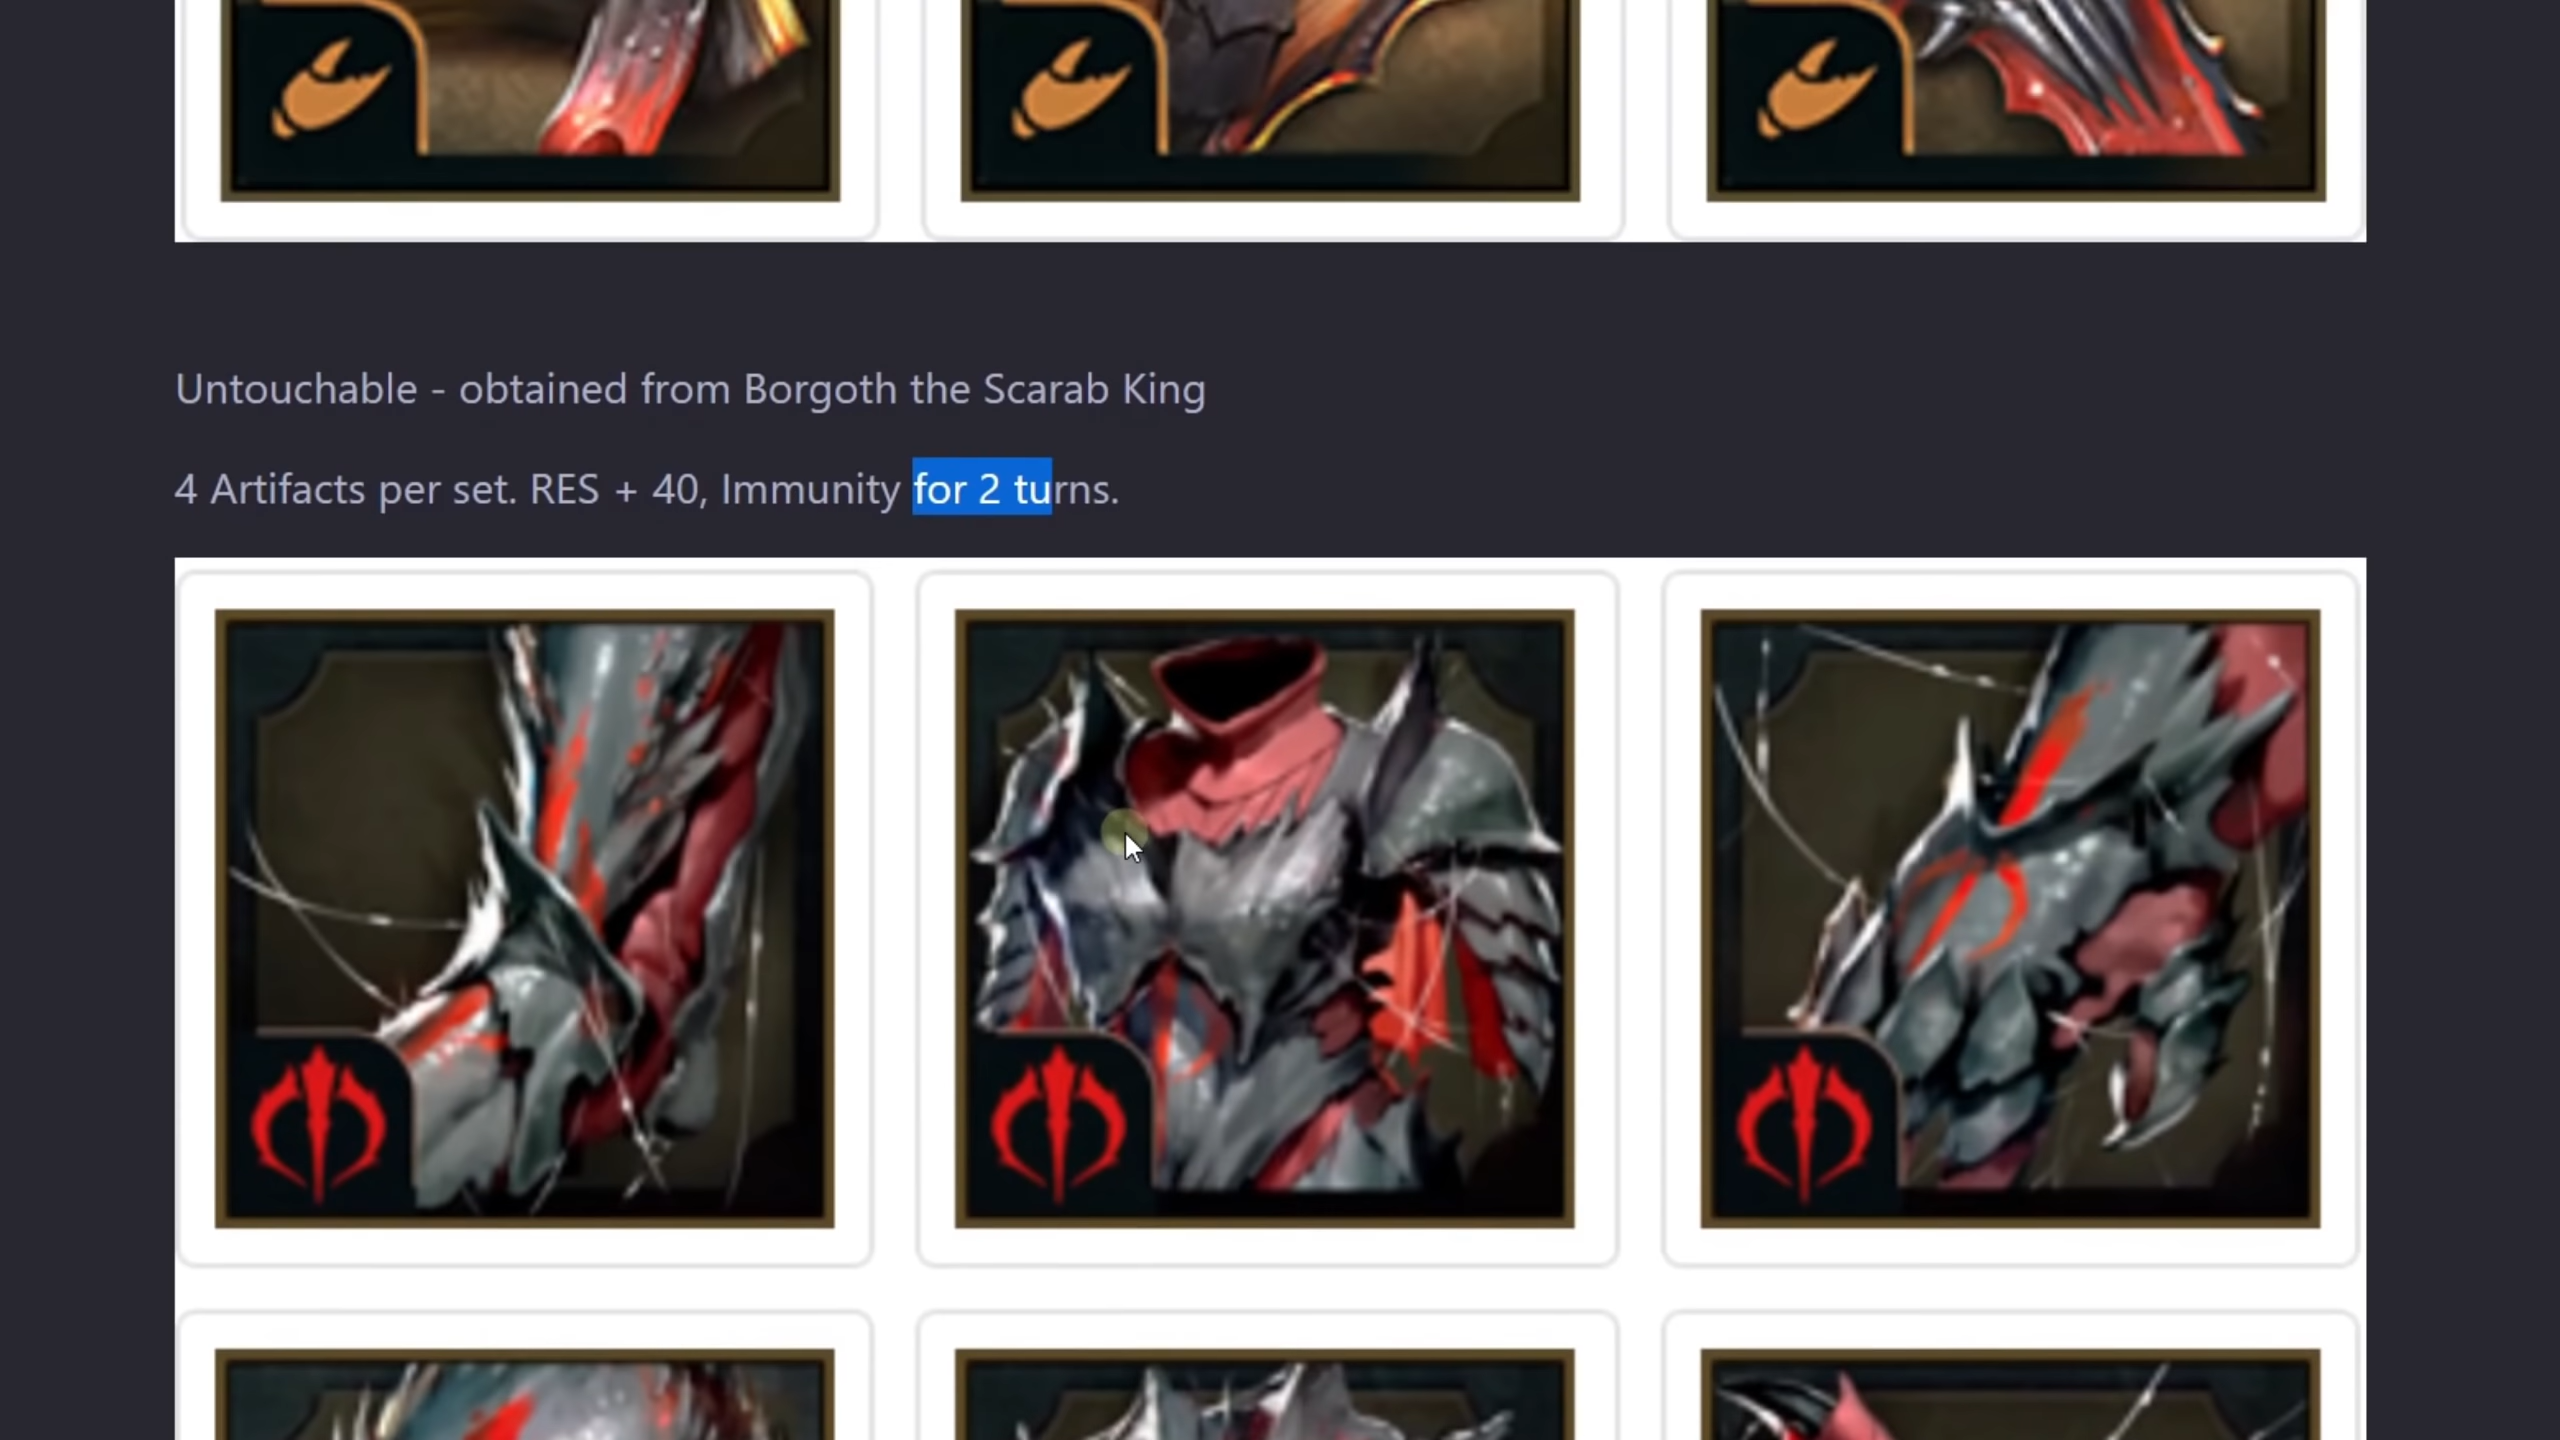 Untouchable - obtained from Borgoth the Scarab King
4 Artifacts per set. RES + 40, Immunity for 2 turns.